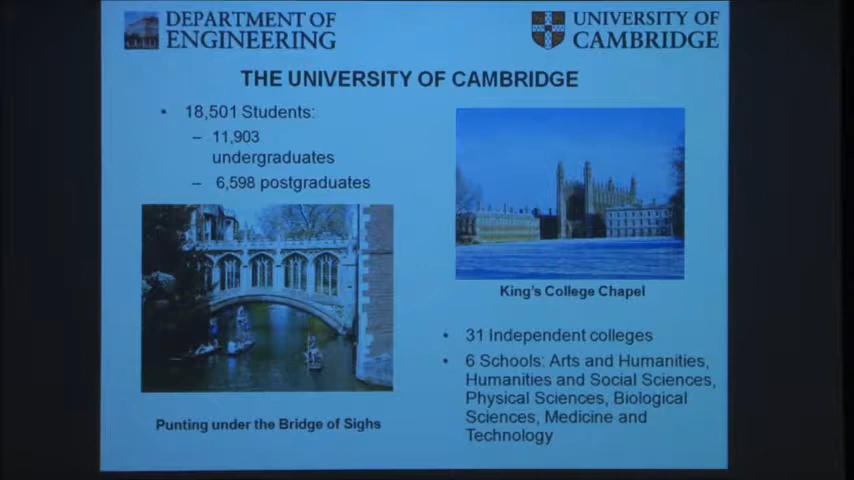 DEPARTMENT OF
ENGINEERING
UNIVERSITY OF
CAMBRIDGE
THE UNIVERSITY OF CAMBRIDGE
• 18,501 Students:
– 11,903
undergraduates
– 6,598 postgraduates
Punting under the Bridge of Sighs
King's College Chapel
• 31 Independent colleges
• 6 Schools: Arts and Humanities,
Humanities and Social Sciences,
Physical Sciences, Biological
Sciences, Medicine and
Technology